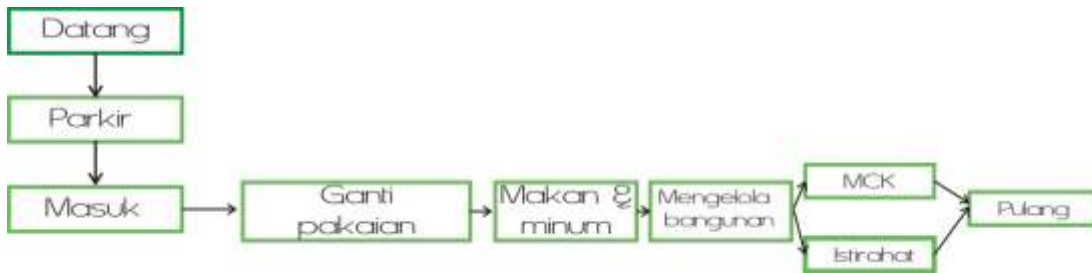 Datang
Parkir
Masuk
Ganti
pakaian
Makan &
minum
Mengelola
bangunan
MCK
Istirahat
Pulang